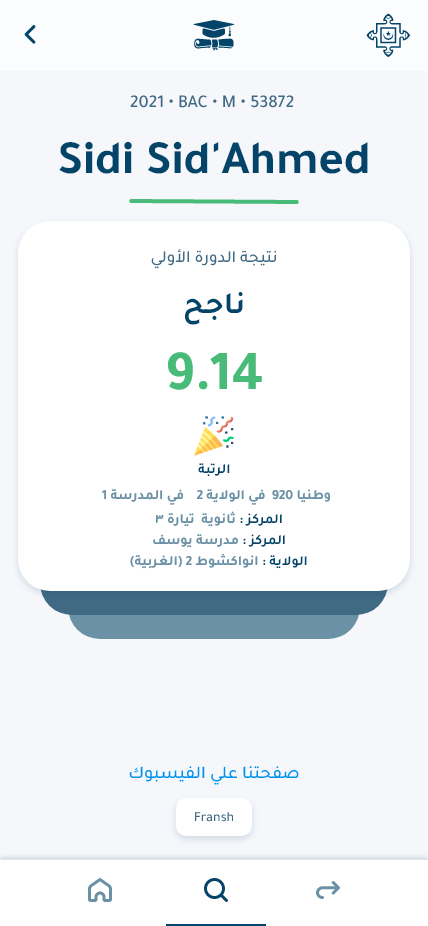 2021 • BAC • M • 53872
Sidi Sid'Ahmed
نتيجة الدورة الأولي
ناجح
9.14
الرتبة
وطنيا 920 في الولاية 2 في المدرسة 1
المركز : ثانوية تيارة ٣
المركز : مدرسة يوسف
الولاية : انواكشوط 2 (الغربية)
صفحتنا علي الفيسبوك
Fransh